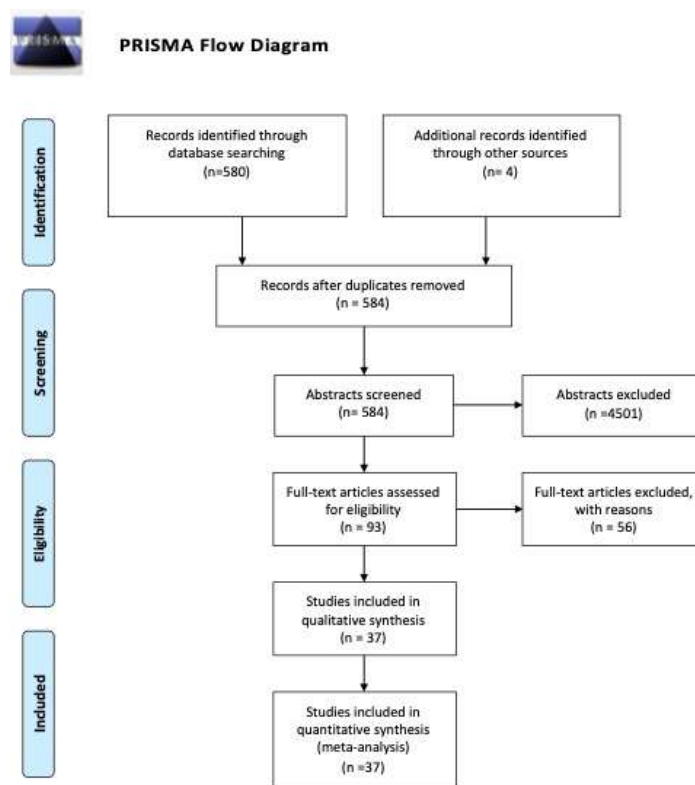 PRISMA
PRISMA Flow Diagram
Identification
Records identified through
database searching
(n=580)
Additional records identified
through other sources
(n= 4)
Records after duplicates removed
(n = 584)
Screening
Abstracts screened
(n= 584)
Abstracts excluded
(n =4501)
Eligibility
Full-text articles assessed
for eligibility
(n = 93)
Full-text articles excluded,
with reasons
(n = 56)
Studies included in
qualitative synthesis
(n = 37)
Included
Studies included in
quantitative synthesis
(meta-analysis)
(n =37)